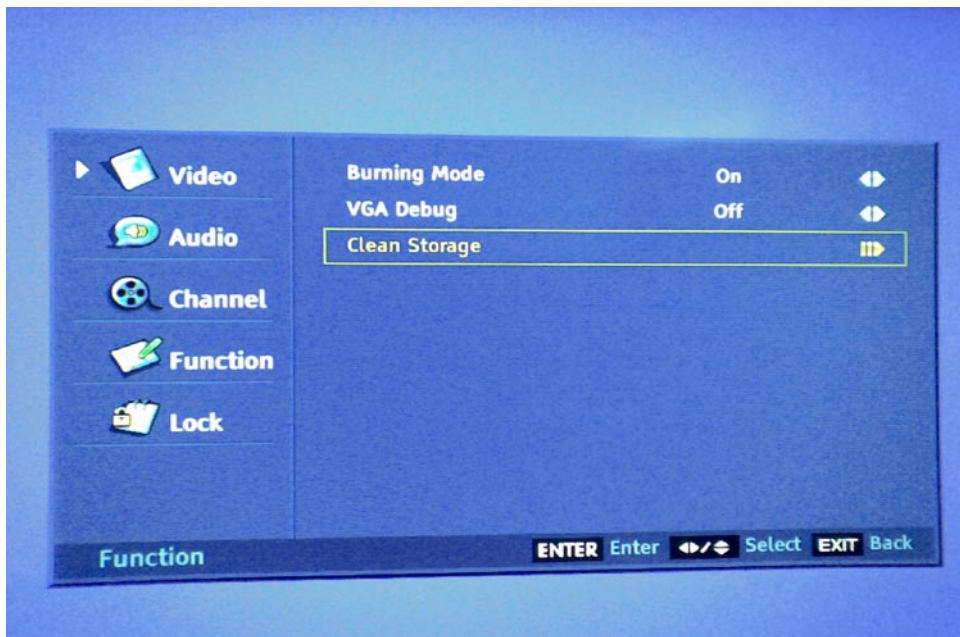 Video
Audio
Channel
Function
Lock
Burning Mode On
VGA Debug Off
Clean Storage
Function ENTER Enter / Select EXIT Back